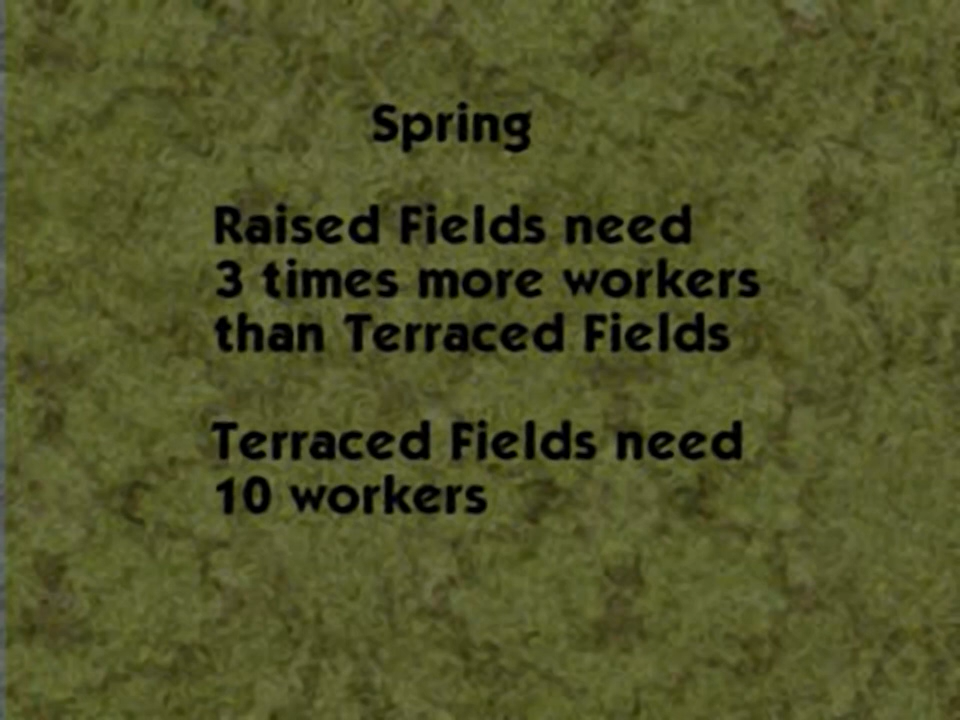 Spring
Raised Fields need
3 times more workers
than Terraced Fields
Terraced Fields need
10 workers